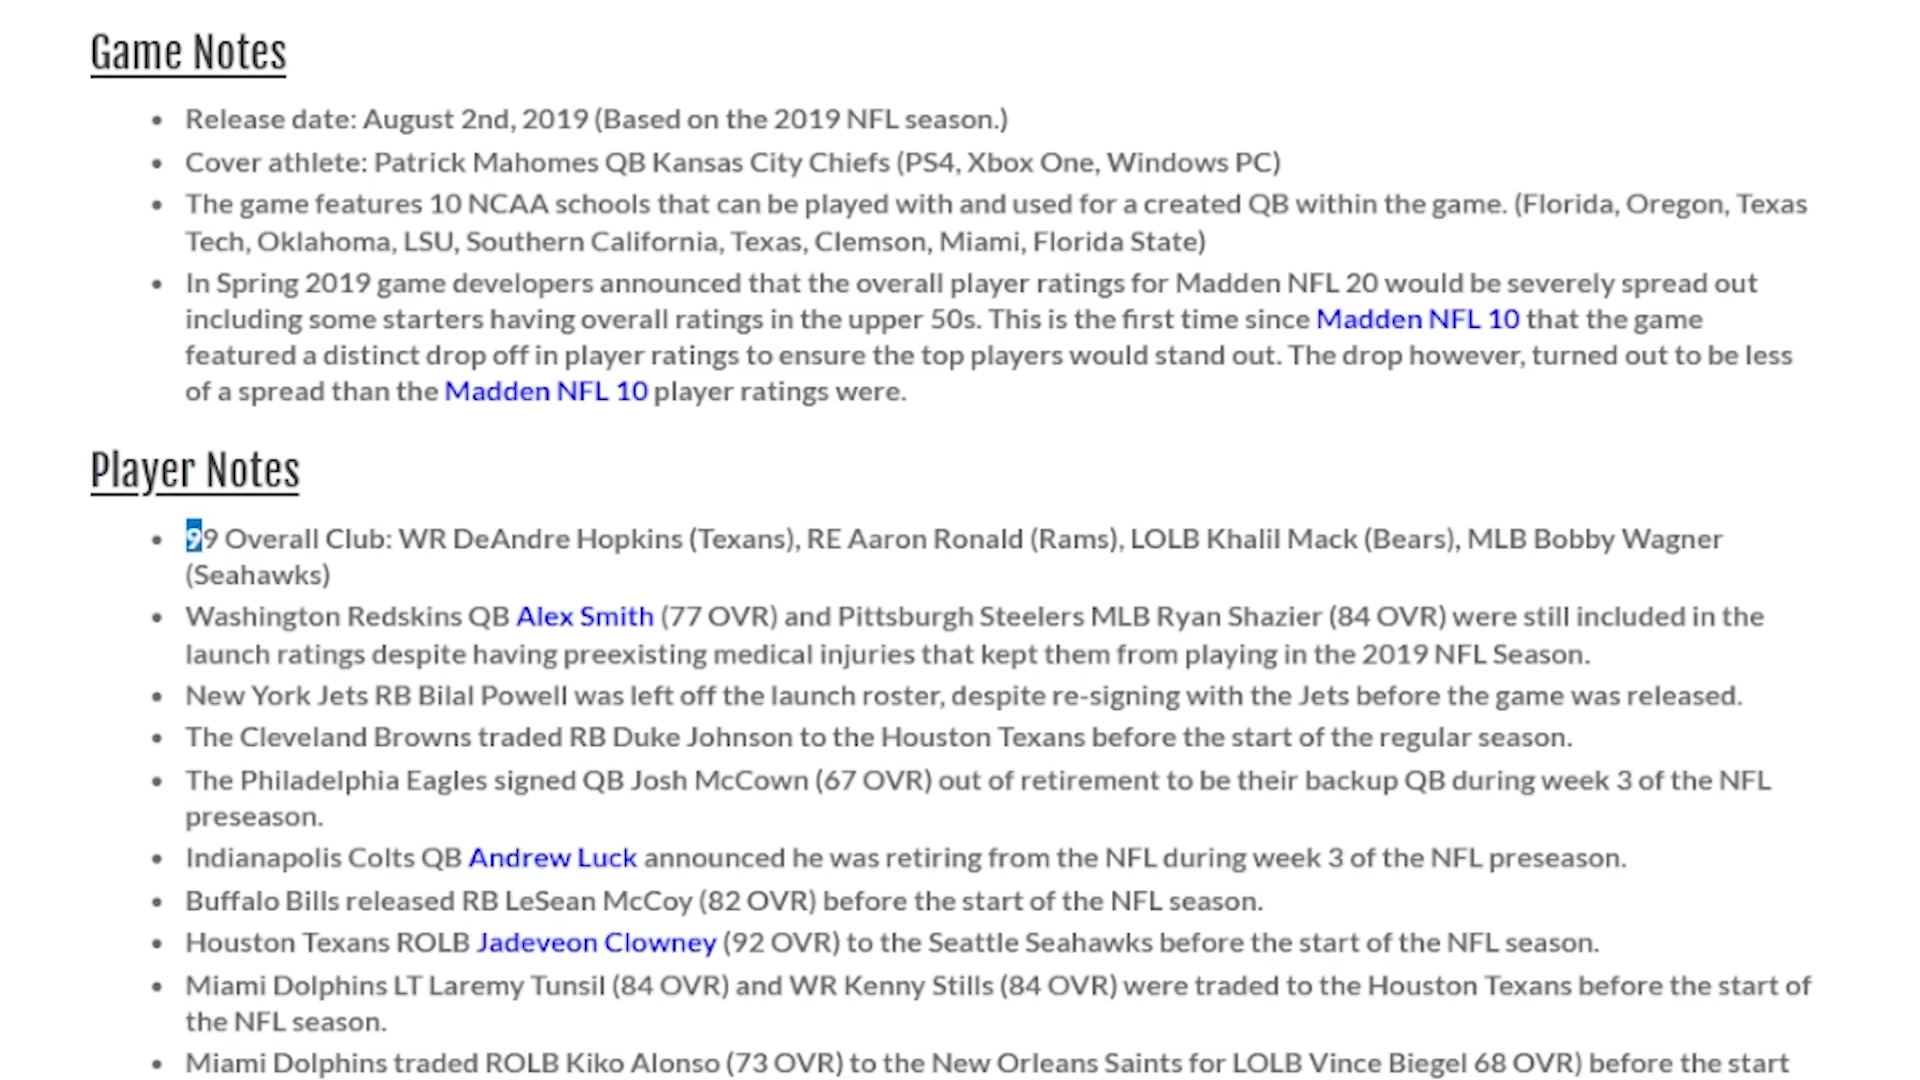 Game Notes
Release date: August 2nd, 2019 (Based on the 2019 NFL season.)
Cover athlete: Patrick Mahomes QB Kansas City Chiefs (PS4, Xbox One, Windows PC)
The game features 10 NCAA schools that can be played with and used for a created QB within the game. (Florida, Oregon, Texas
Tech, Oklahoma, LSU, Southern California, Texas, Clemson, Miami, Florida State)
In Spring 2019 game developers announced that the overall player ratings for Madden NFL 20 would be severely spread out
including some starters having overall ratings in the upper 50s. This is the first time since Madden NFL 10 that the game
featured a distinct drop off in player ratings to ensure the top players would stand out. The drop however, turned out to be less
of a spread than the Madden NFL 10 player ratings were.
Player Notes
99 Overall Club: WR DeAndre Hopkins (Texans), RE Aaron Ronald (Rams), LOLB Khalil Mack (Bears), MLB Bobby Wagner
(Seahawks)
Washington Redskins QB Alex Smith (77 OVR) and Pittsburgh Steelers MLB Ryan Shazier (84 OVR) were still included in the
launch ratings despite having preexisting medical injuries that kept them from playing in the 2019 NFL Season.
New York Jets RB Bilal Powell was left off the launch roster, despite re-signing with the Jets before the game was released.
The Cleveland Browns traded RB Duke Johnson to the Houston Texans before the start of the regular season.
The Philadelphia Eagles signed QB Josh McCown (67 OVR) out of retirement to be their backup QB during week 3 of the NFL
preseason.
Indianapolis Colts QB Andrew Luck announced he was retiring from the NFL during week 3 of the NFL preseason.
Buffalo Bills released RB LeSean McCoy (82 OVR) before the start of the NFL season.
Houston Texans ROLB Jadeveon Clowney (92 OVR) to the Seattle Seahawks before the start of the NFL season.
Miami Dolphins LT Laremy Tunsil (84 OVR) and WR Kenny Stills (84 OVR) were traded to the Houston Texans before the start of
the NFL season.
Miami Dolphins traded ROLB Kiko Alonso (73 OVR) to the New Orleans Saints for LOLB Vince Biegel 68 OVR) before the start